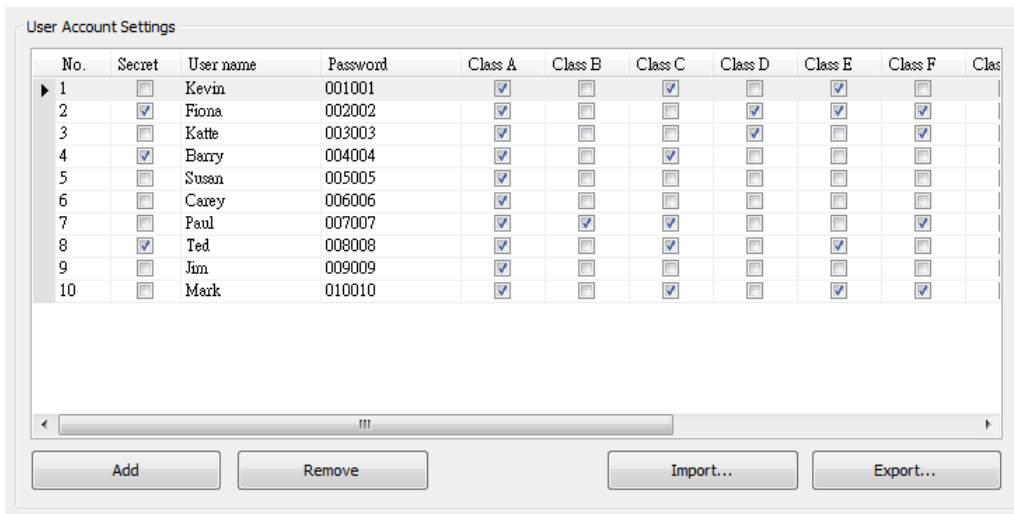 User Account Settings
No. Secret User name Password Class A Class B Class C Class D Class E Class F Clas
1 Kevin 001001
2 Fiona 002002
3 Katte 003003
4 Barry 004004
5 Susan 005005
6 Carey 006006
7 Paul 007007
8 Ted 008008
9 Jim 009009
10 Mark 010010
Add Remove Import... Export...